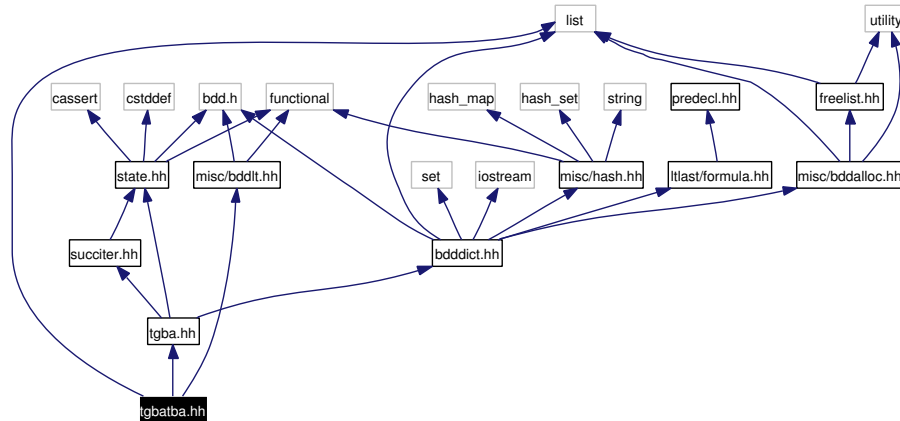 list
utility
cassert
cstddef
bdd.h
functional
hash_map
hash_set
string
predecl.hh
freelist.hh
state.hh
misc/bddlt.hh
set
iostream
misc/hash.hh
ltlast/formula.hh
misc/bddalloc.hh
succiter.hh
bdddict.hh
tgba.hh
tgbatba.hh